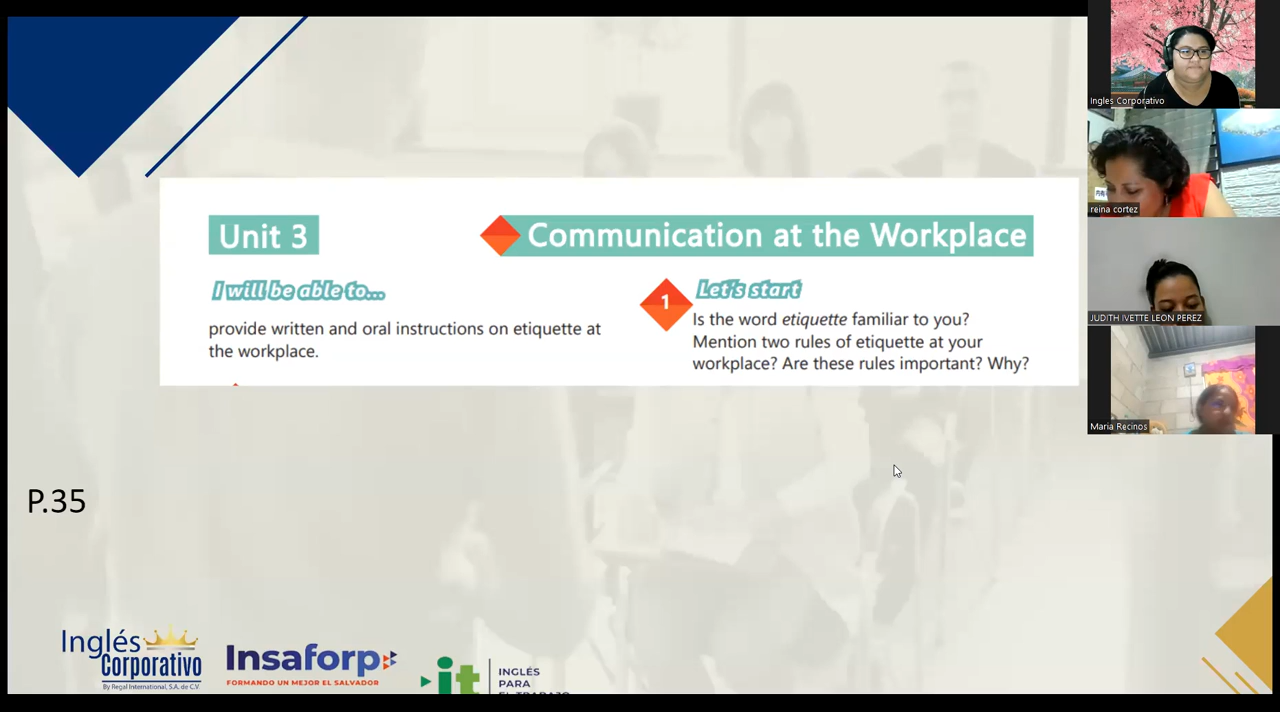 Unit 3
Communication at the Workplace
I will be able to...
provide written and oral instructions on etiquette at
the workplace.
1
Let's start
Is the word etiquette familiar to you?
Mention two rules of etiquette at your
workplace? Are these rules important? Why?
P.35
Inglés
Corporativo
By Regal International, S.A. de C.V.
Insaforp
FORMANDO UN MEJOR EL SALVADOR
it
INGLÉS
PARA
EL TRABAJO
Ingles Corporativo
reina cortez
JUDITH IVETTE LEON PEREZ
Maria Recinos